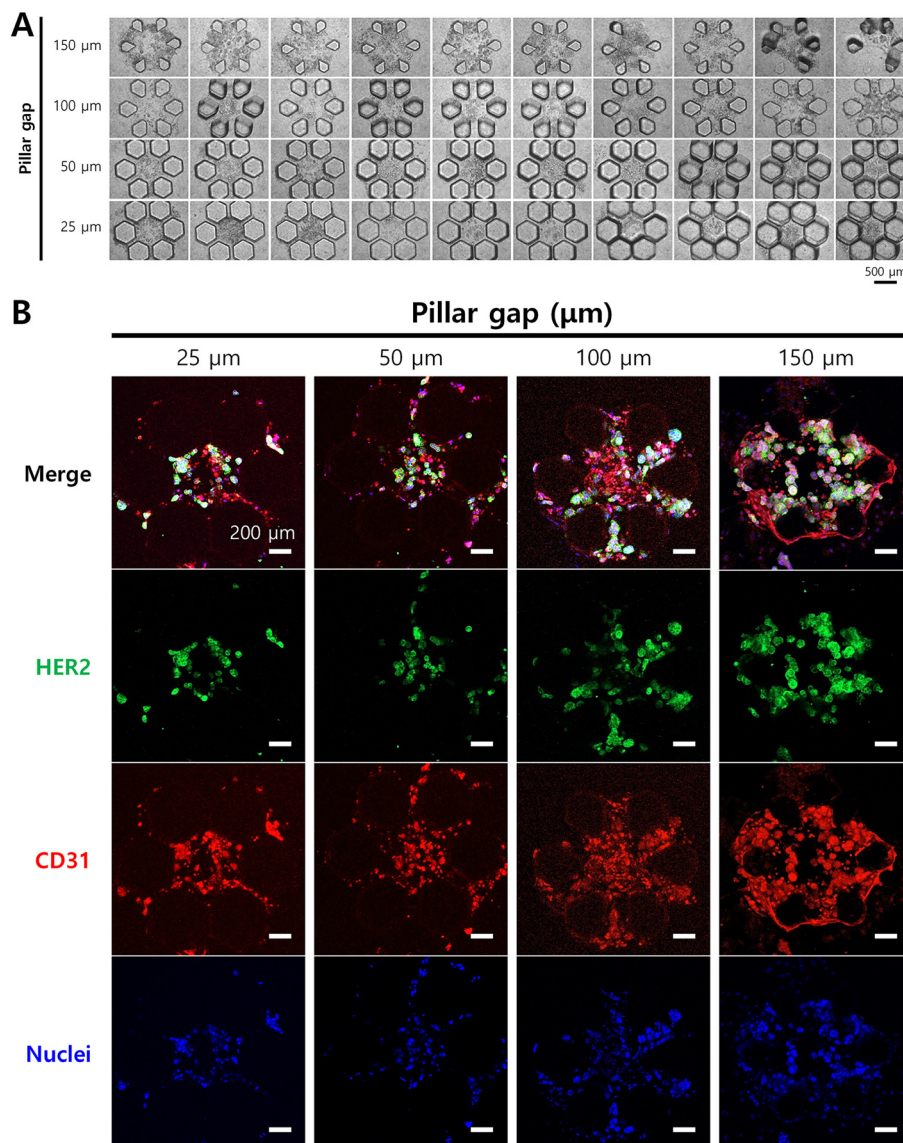 A
150 μm
100 μm
Pillar gap
50 μm
25 μm
500 μm
B
Pillar gap (μm)
25 μm 50 μm 100 μm 150 μm
Merge
200 μm
HER2
CD31
Nuclei